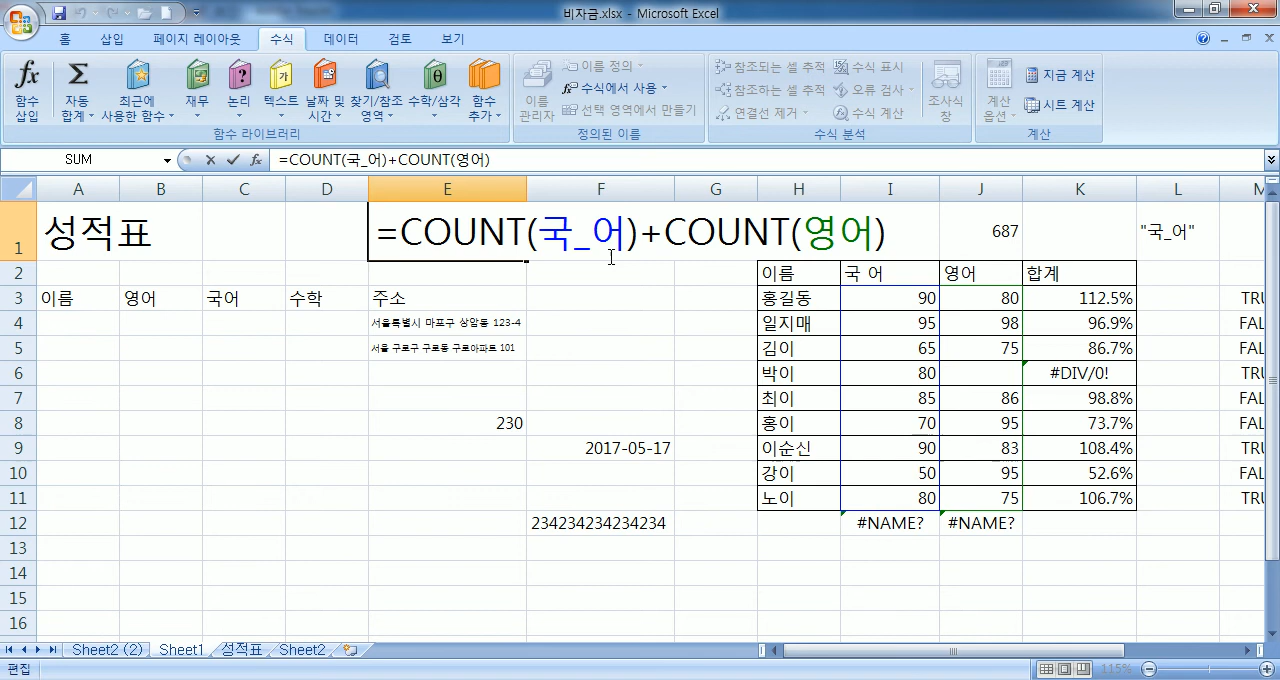 비자금.xlsx - Microsoft Excel
홈 삽입 페이지 레이아웃 수식 데이터 검토 보기
fx 함수 삽입
Σ 자동 합계
최근에 사용한 함수
재무
논리
텍스트
날짜 및 시간
찾기/참조 영역
수학/삼각
함수 추가
함수 라이브러리
이름 관리자
이름 정의
수식에서 사용
선택 영역에서 만들기
정의된 이름
참조되는 셀 추적
참조하는 셀 추적
연결선 제거
수식 표시
오류 검사
수식 계산
조사식 창
수식 분석
계산 옵션
지금 계산
시트 계산
계산
SUM fx =COUNT(국_어)+COUNT(영어)
A B C D E F G H I J K L M
1 성적표 =COUNT(국_어)+COUNT(영어) 687 "국_어"
2 이름 국 어 영어 합계
3 이름 영어 국어 수학 주소 홍길동 90 80 112.5% TRU
4 서울특별시 마포구 상암동 123-4 일지매 95 98 96.9% FAL
5 서울 구로구 구로동 구로아파트 101 김이 65 75 86.7% FAL
6 박이 80 #DIV/0! TRU
7 최이 85 86 98.8% FAL
8 230 홍이 70 95 73.7% FAL
9 2017-05-17 이순신 90 83 108.4% TRU
10 강이 50 95 52.6% FAL
11 노이 80 75 106.7% TRU
12 234234234234234 #NAME? #NAME?
13
14
15
16
Sheet2 (2) Sheet1 성적표 Sheet2
편집 115%